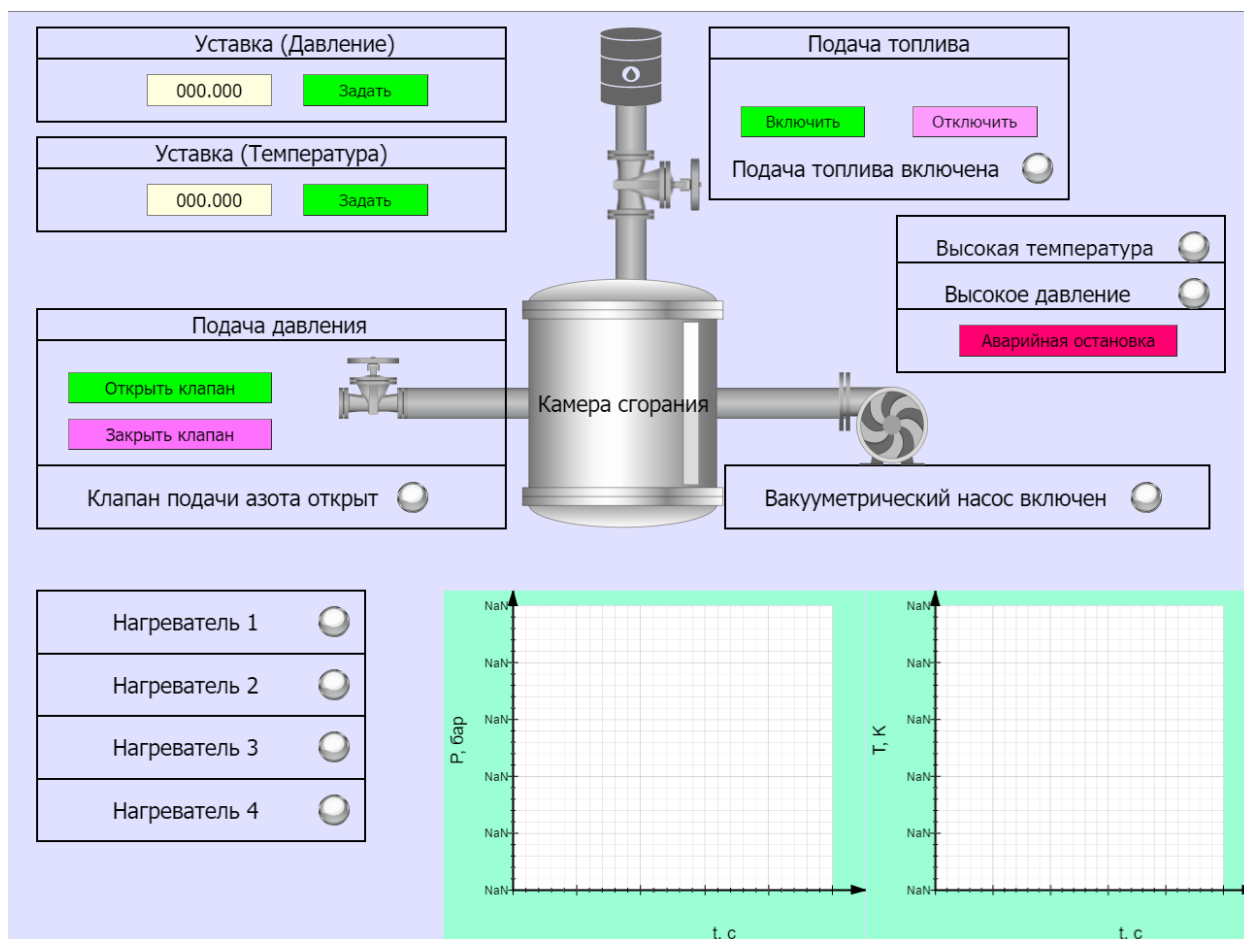 Уставка (Давление)
000.000
Задать
Уставка (Температура)
000.000
Задать
Подача топлива
Включить
Отключить
Подача топлива включена
Высокая температура
Высокое давление
Аварийная остановка
Подача давления
Открыть клапан
Закрыть клапан
Клапан подачи азота открыт
Камера сгорания
Вакууметрический насос включен
Нагреватель 1
Нагреватель 2
Нагреватель 3
Нагреватель 4
NaN
NaN
NaN
NaN
NaN
NaN
P, бар
t, c
NaN
NaN
NaN
NaN
NaN
NaN
T, K
t, c